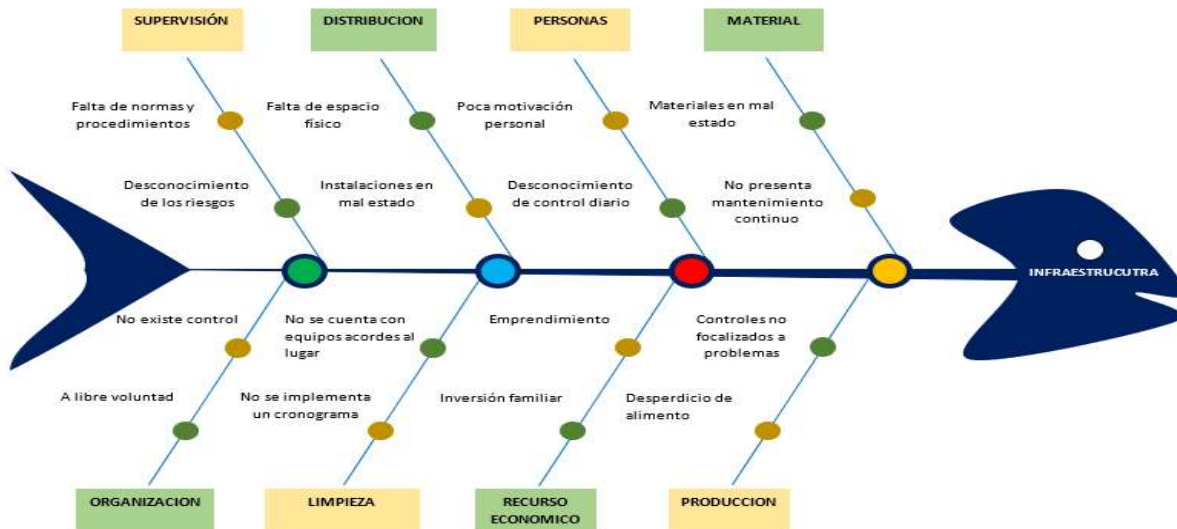 SUPERVISIÓN
DISTRIBUCION
PERSONAS
MATERIAL
Falta de normas y
procedimientos
Falta de espacio
físico
Poca motivación
personal
Materiales en mal
estado
Desconocimiento
de los riesgos
Instalaciones en
mal estado
Desconocimiento
de control diario
No presenta
mantenimiento
continuo
INFRAESTRUCUTRA
No existe control
No se cuenta con
equipos acordes al
lugar
Emprendimiento
Controles no
focalizados a
problemas
A libre voluntad
No se implementa
un cronograma
Inversión familiar
Desperdicio de
alimento
ORGANIZACION
LIMPIEZA
RECURSO
ECONOMICO
PRODUCCION